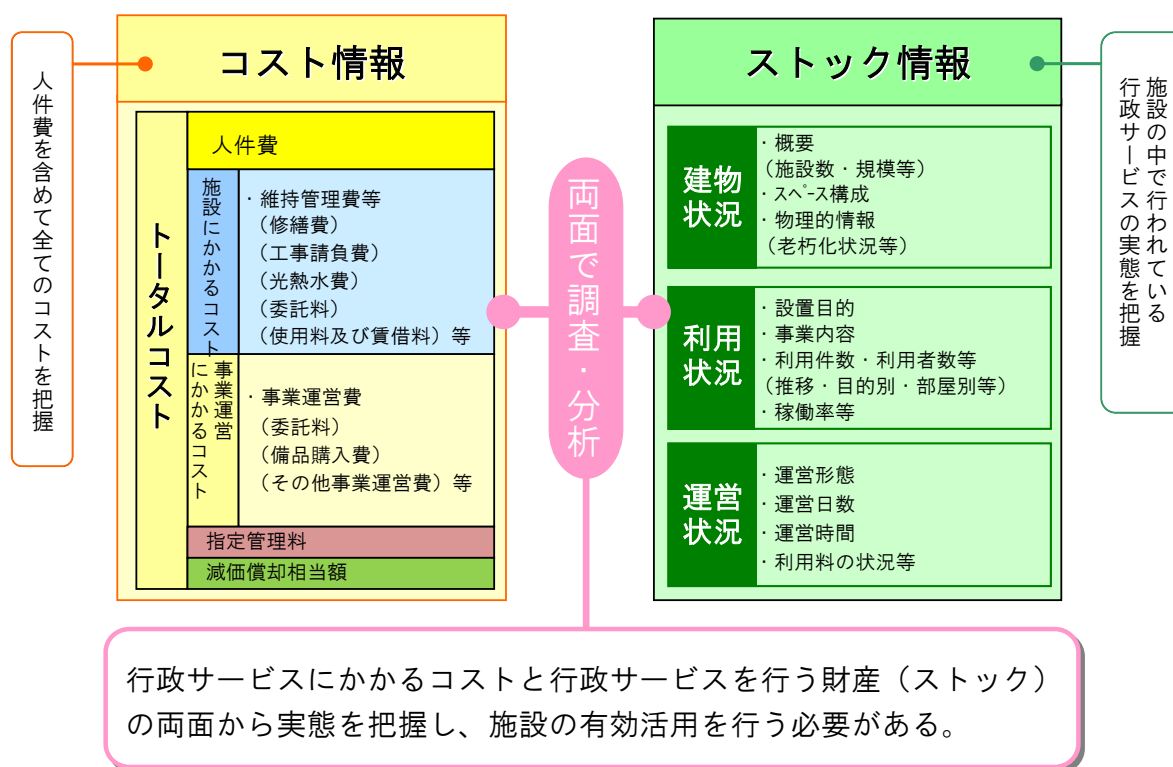 人件費を含めて全てのコストを把握
コスト情報
トータルコスト
人件費
施設にかかるコスト
・維持管理費等
(修繕費)
(工事請負費)
(光熱水費)
(委託料)
(使用料及び賃借料)等
事業運営
にかかるコスト
・事業運営費
(委託料)
(備品購入費)
(その他事業運営費)等
指定管理料
減価償却相当額
両面で調査・分析
ストック情報
建物
状況
・概要
(施設数・規模等)
・スペース構成
・物理的情報
(老朽化状況等)
利用
状況
・設置目的
・事業内容
・利用件数・利用者数等
(推移・目的別・部屋別等)
・稼働率等
運営
状況
・運営形態
・運営日数
・運営時間
・利用料の状況等
施設の中で行われている
行政サービスの実態を把握
行政サービスにかかるコストと行政サービスを行う財産(ストック)
の両面から実態を把握し、施設の有効活用を行う必要がある。